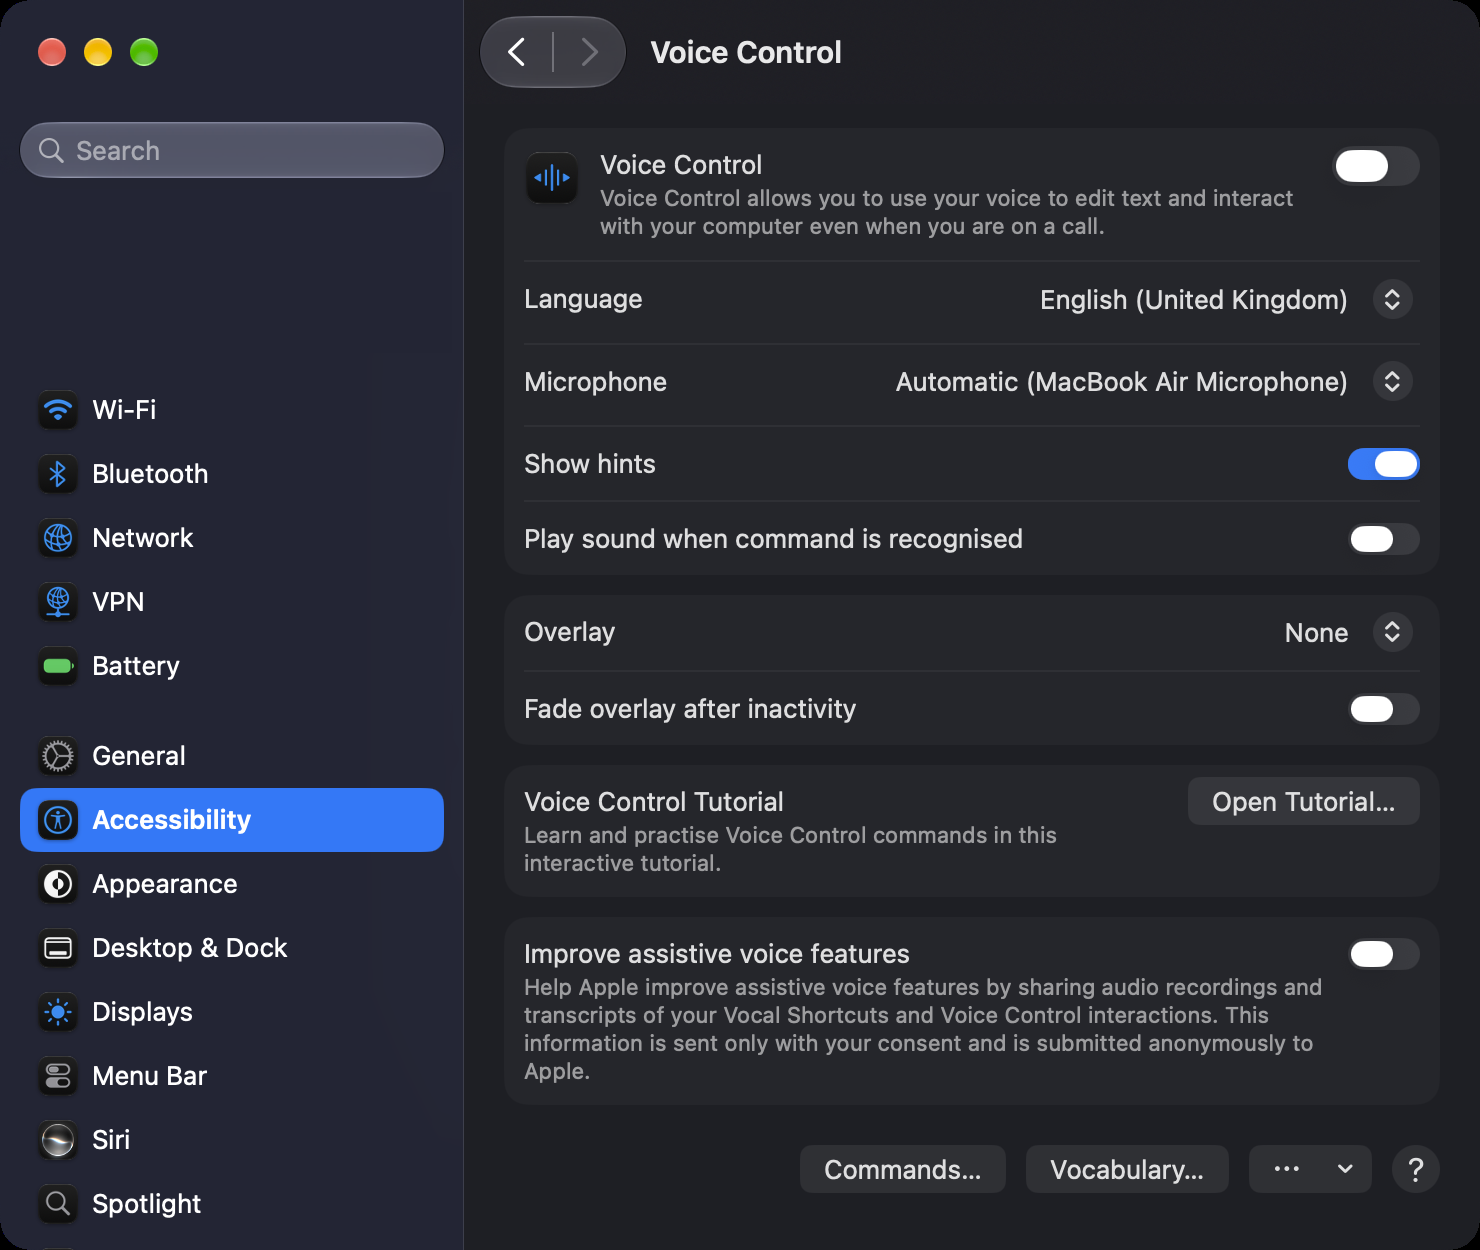 Search
Wi-Fi
Bluetooth
Network
VPN
Battery
General
Accessibility
Appearance
Desktop & Dock
Displays
Menu Bar
Siri
Spotlight
Voice Control
Voice Control
Voice Control allows you to use your voice to edit text and interact
with your computer even when you are on a call.
Language English (United Kingdom)
Microphone Automatic (MacBook Air Microphone)
Show hints
Play sound when command is recognised
Overlay None
Fade overlay after inactivity
Voice Control Tutorial Open Tutorial...
Learn and practise Voice Control commands in this
interactive tutorial.
Improve assistive voice features
Help Apple improve assistive voice features by sharing audio recordings and
transcripts of your Vocal Shortcuts and Voice Control interactions. This
information is sent only with your consent and is submitted anonymously to
Apple.
Commands... Vocabulary... ... ?